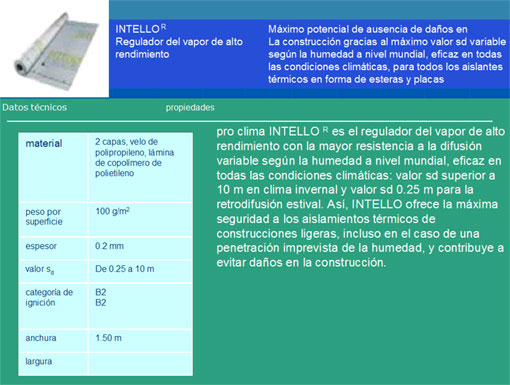 INTELLO R
Regulador del vapor de alto
rendimiento
Máximo potencial de ausencia de daños en
La construcción gracias al máximo valor sd variable
según la humedad a nivel mundial, eficaz en todas
las condiciones climáticas, para todos los aislantes
térmicos en forma de esteras y placas
Datos técnicos
propiedades
material
2 capas, velo de
polipropileno, lámina
de copolímero de
polietileno
peso por
superficie
100 g/m2
espesor
0.2 mm
valor sd
De 0.25 a 10 m
categoría de
ignición
B2
B2
anchura
1.50 m
largura
pro clima INTELLO R es el regulador del vapor de alto
rendimiento con la mayor resistencia a la difusión
variable según la humedad a nivel mundial, eficaz en
todas las condiciones climáticas: valor sd superior a
10 m en clima invernal y valor sd 0.25 m para la
retrodifusión estival. Así, INTELLO ofrece la máxima
seguridad a los aislamientos térmicos de
construcciones ligeras, incluso en el caso de una
penetración imprevista de la humedad, y contribuye a
evitar daños en la construcción.